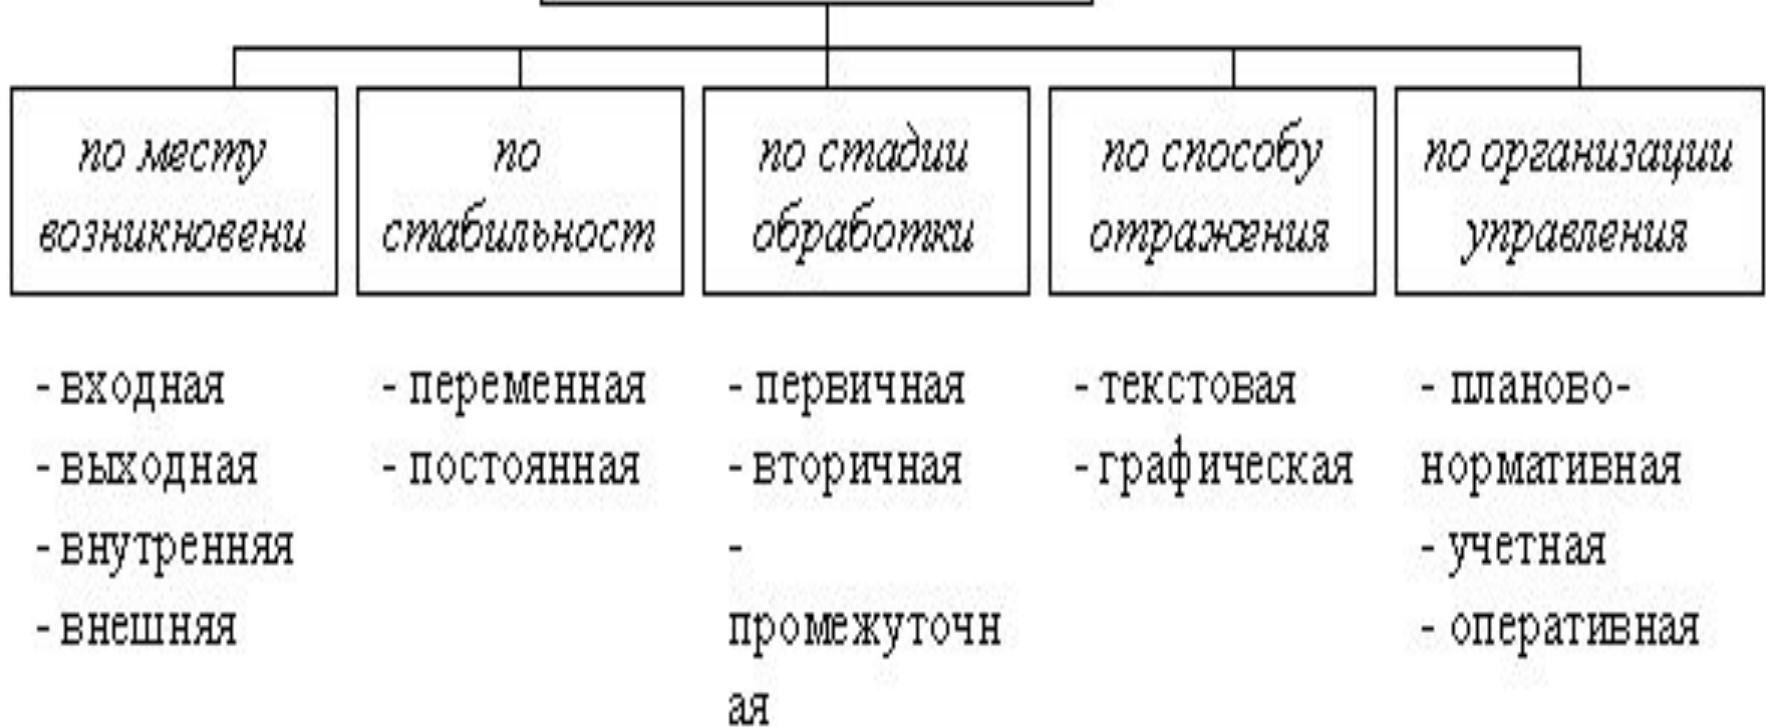 по месту
возникновени
по
стабильност
по стадии
обработки
по способу
отражения
по организации
управления
- входная
- выходная
- внутренняя
- внешняя
- переменная
- постоянная
- первичная
- вторичная
-
промежуточн
ая
- текстовая
- графическая
- планово-
нормативная
- учетная
- оперативная